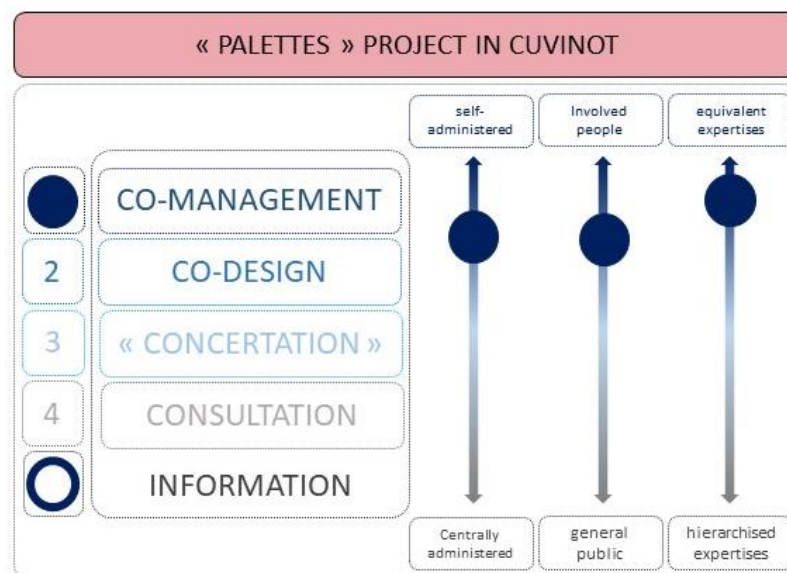 « PALETTES » PROJECT IN CUVINOT
self-
administered
Involved
people
equivalent
expertises
CO-MANAGEMENT
2
CO-DESIGN
3
« CONCERTATION »
4
CONSULTATION
INFORMATION
Centrally
administered
general
public
hierarchised
expertises